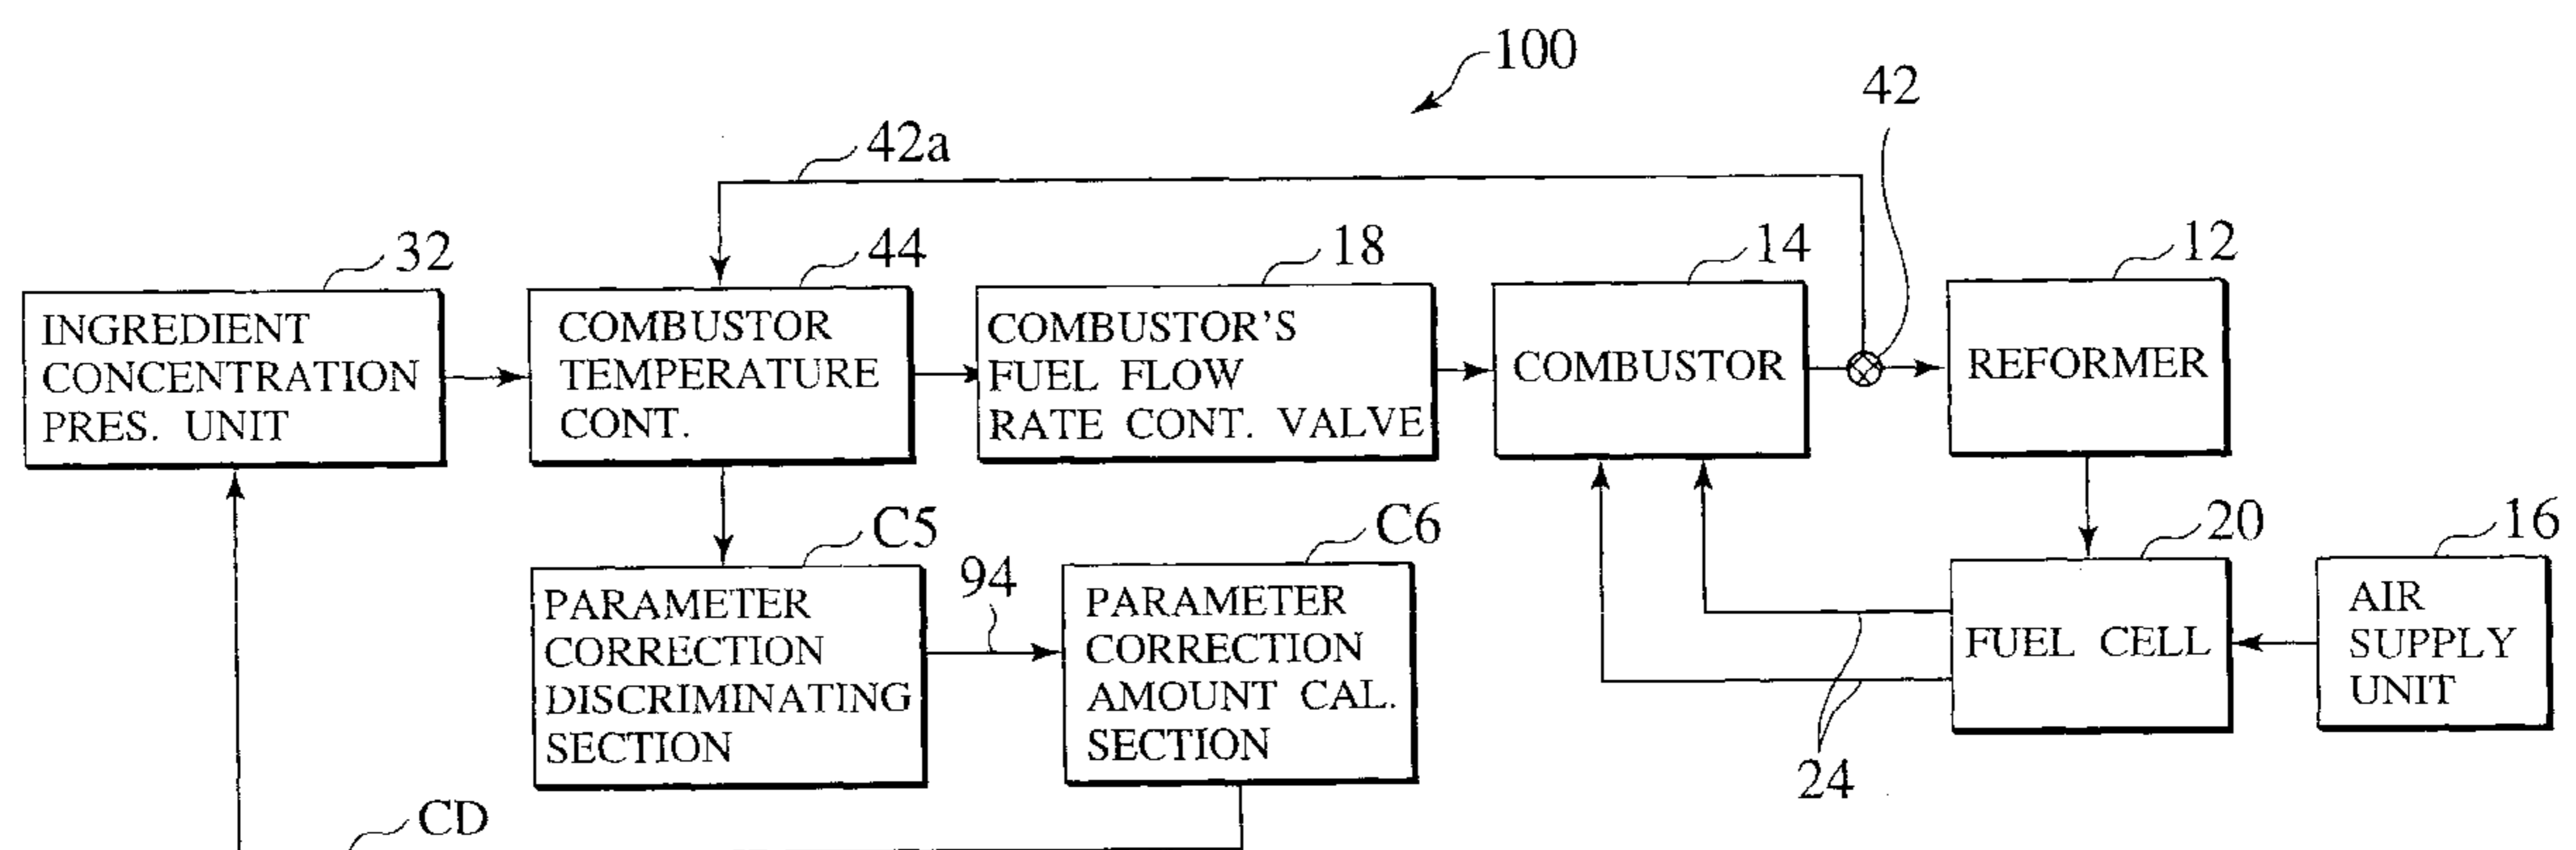 100
42
42a
32
44
18
14
12
INGREDIENT
CONCENTRATION
PRES. UNIT
COMBUSTOR
TEMPERATURE
CONT.
COMBUSTOR'S
FUEL FLOW
RATE CONT. VALVE
COMBUSTOR
REFORMER
C5
94
C6
20
16
PARAMETER
CORRECTION
DISCRIMINATING
SECTION
PARAMETER
CORRECTION
AMOUNT CAL.
SECTION
FUEL CELL
AIR
SUPPLY
UNIT
24
CD